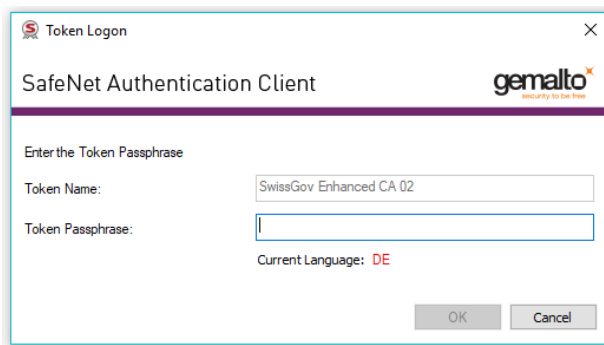 Token Logon
SafeNet Authentication Client
gemalto
security to be free
Enter the Token Passphrase
Token Name:
SwissGov Enhanced CA 02
Token Passphrase:
Current Language: DE
OK
Cancel